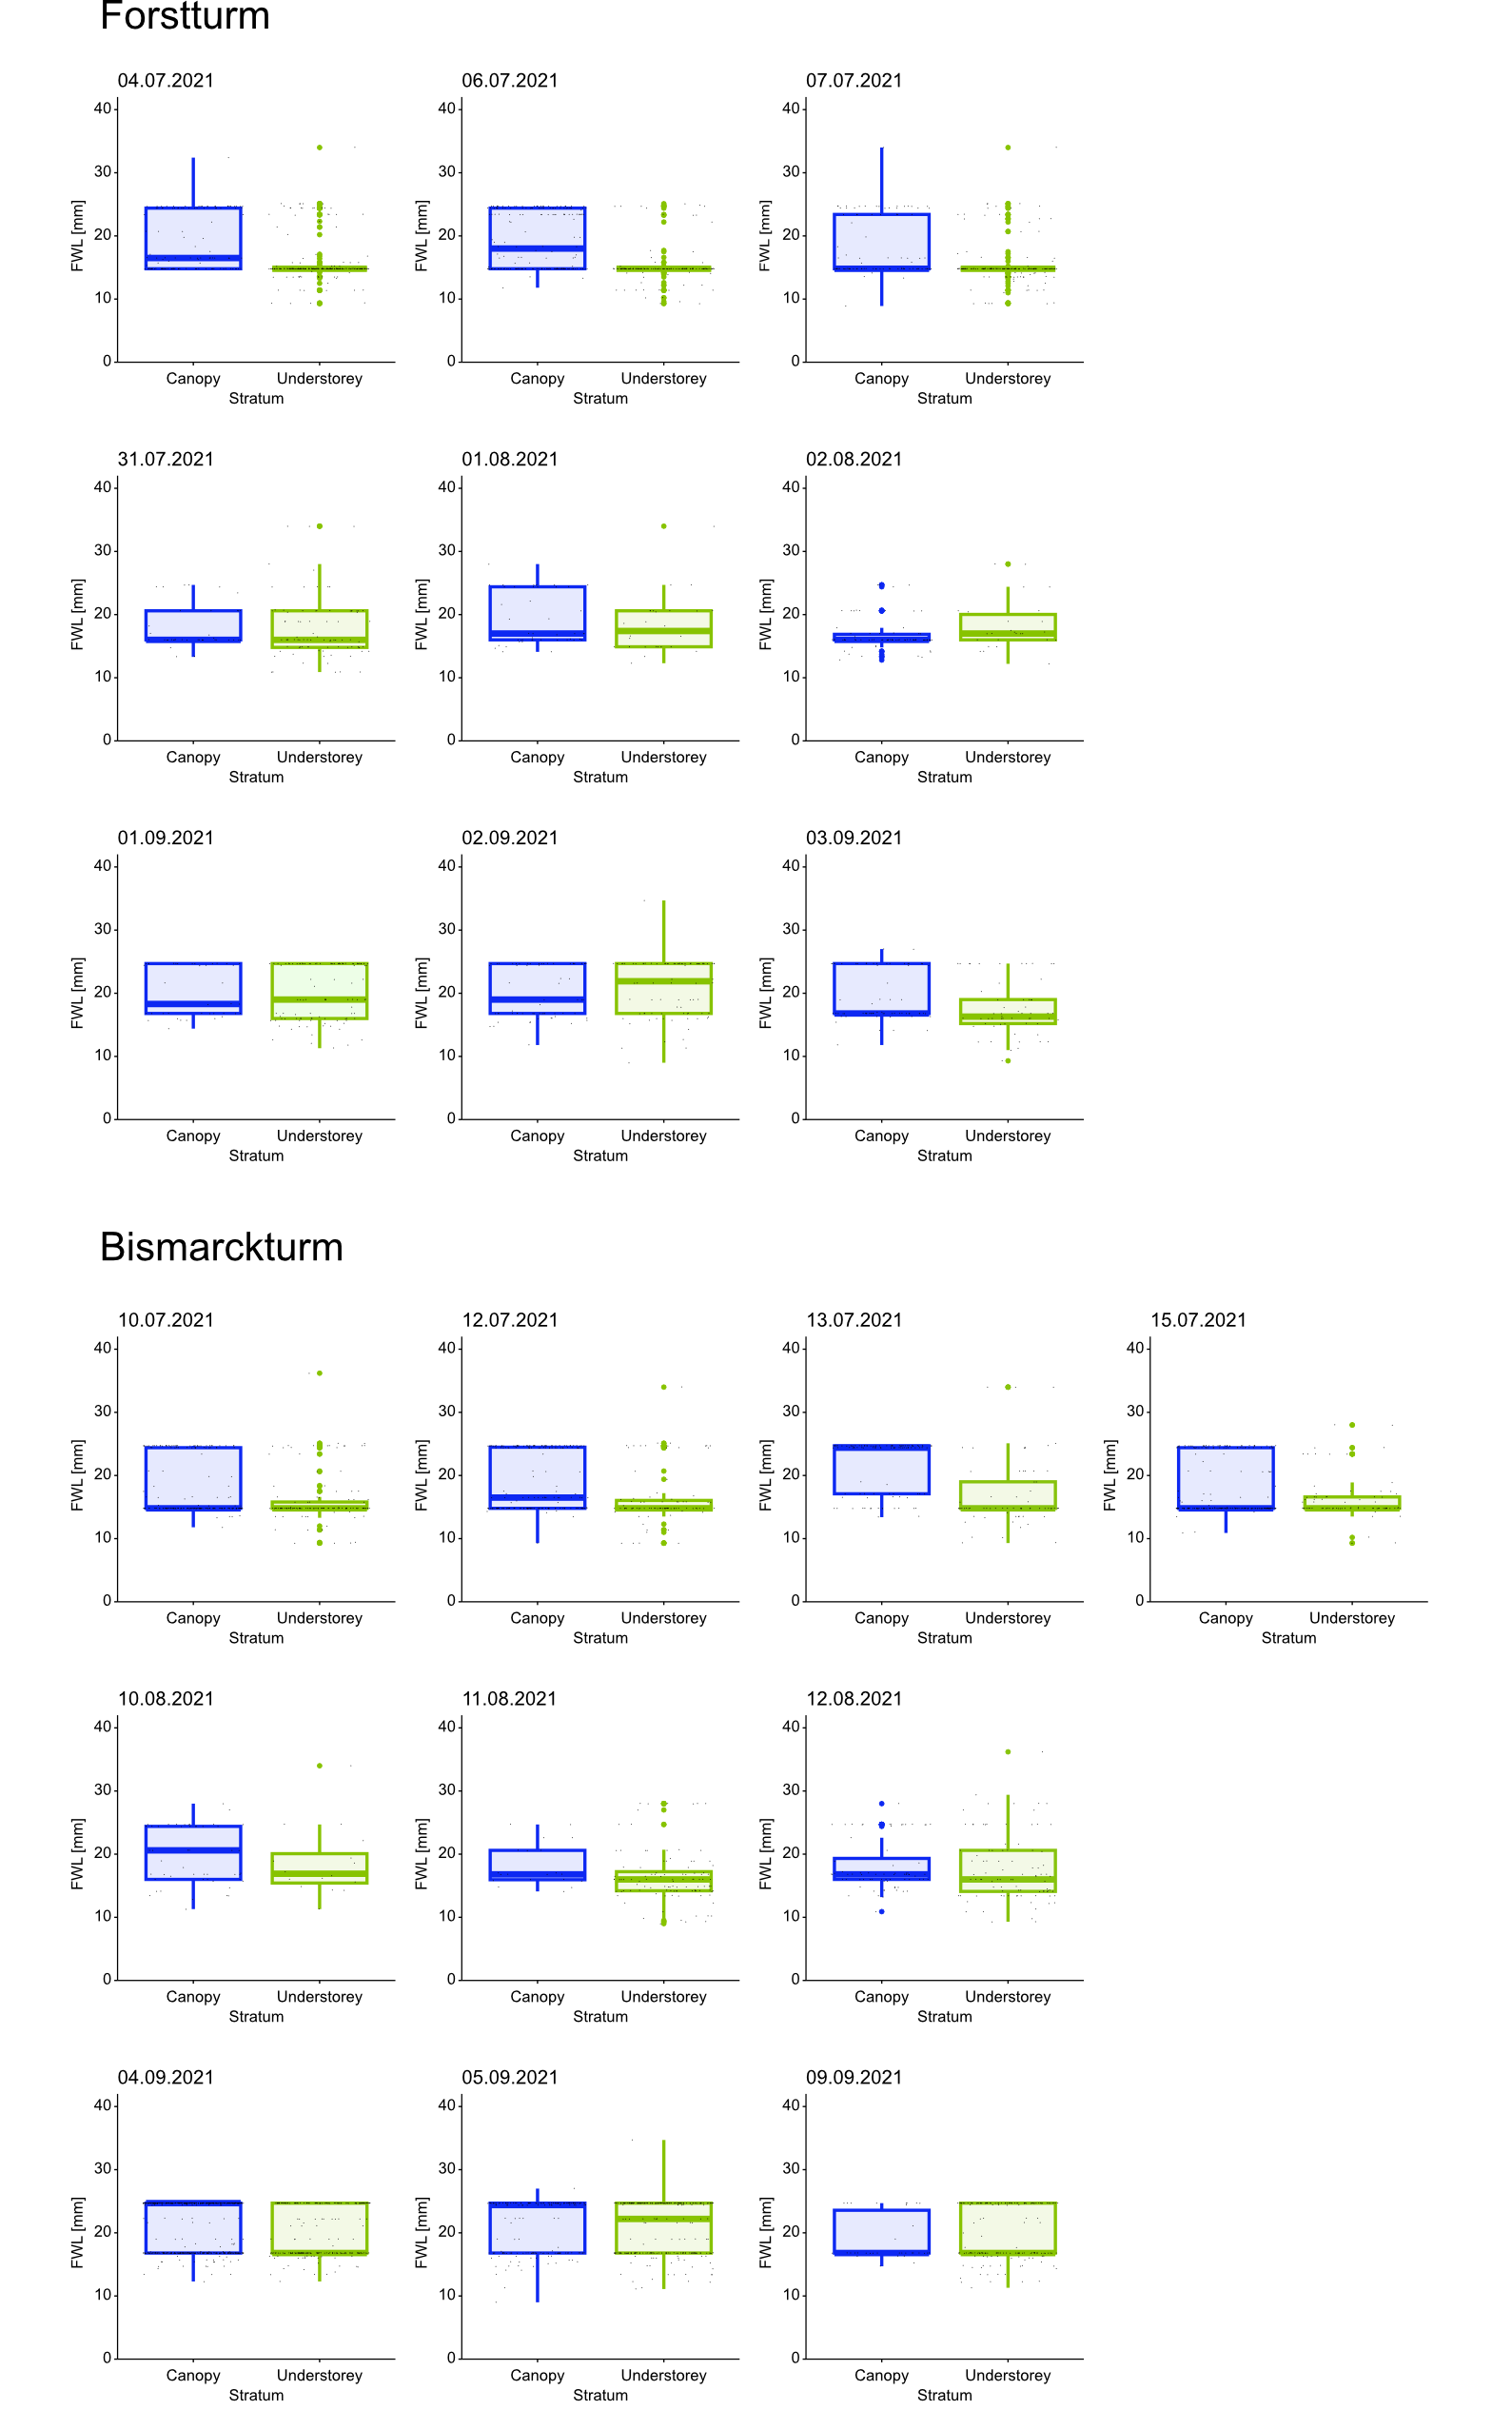 Forstturm
04.07.2021 06.07.2021 07.07.2021
40 40 40
30 30 30
FWL [mm] FWL [mm] FWL [mm]
20 20 20
10 10 10
0 0 0
Canopy Understorey Canopy Understorey Canopy Understorey
Stratum Stratum Stratum
31.07.2021 01.08.2021 02.08.2021
40 40 40
30 30 30
FWL [mm] FWL [mm] FWL [mm]
20 20 20
10 10 10
0 0 0
Canopy Understorey Canopy Understorey Canopy Understorey
Stratum Stratum Stratum
01.09.2021 02.09.2021 03.09.2021
40 40 40
30 30 30
FWL [mm] FWL [mm] FWL [mm]
20 20 20
10 10 10
0 0 0
Canopy Understorey Canopy Understorey Canopy Understorey
Stratum Stratum Stratum
Bismarckturm
10.07.2021 12.07.2021 13.07.2021 15.07.2021
40 40 40 40
30 30 30 30
FWL [mm] FWL [mm] FWL [mm] FWL [mm]
20 20 20 20
10 10 10 10
0 0 0 0
Canopy Understorey Canopy Understorey Canopy Understorey Canopy Understorey
Stratum Stratum Stratum Stratum
10.08.2021 11.08.2021 12.08.2021
40 40 40
30 30 30
FWL [mm] FWL [mm] FWL [mm]
20 20 20
10 10 10
0 0 0
Canopy Understorey Canopy Understorey Canopy Understorey
Stratum Stratum Stratum
04.09.2021 05.09.2021 09.09.2021
40 40 40
30 30 30
FWL [mm] FWL [mm] FWL [mm]
20 20 20
10 10 10
0 0 0
Canopy Understorey Canopy Understorey Canopy Understorey
Stratum Stratum Stratum